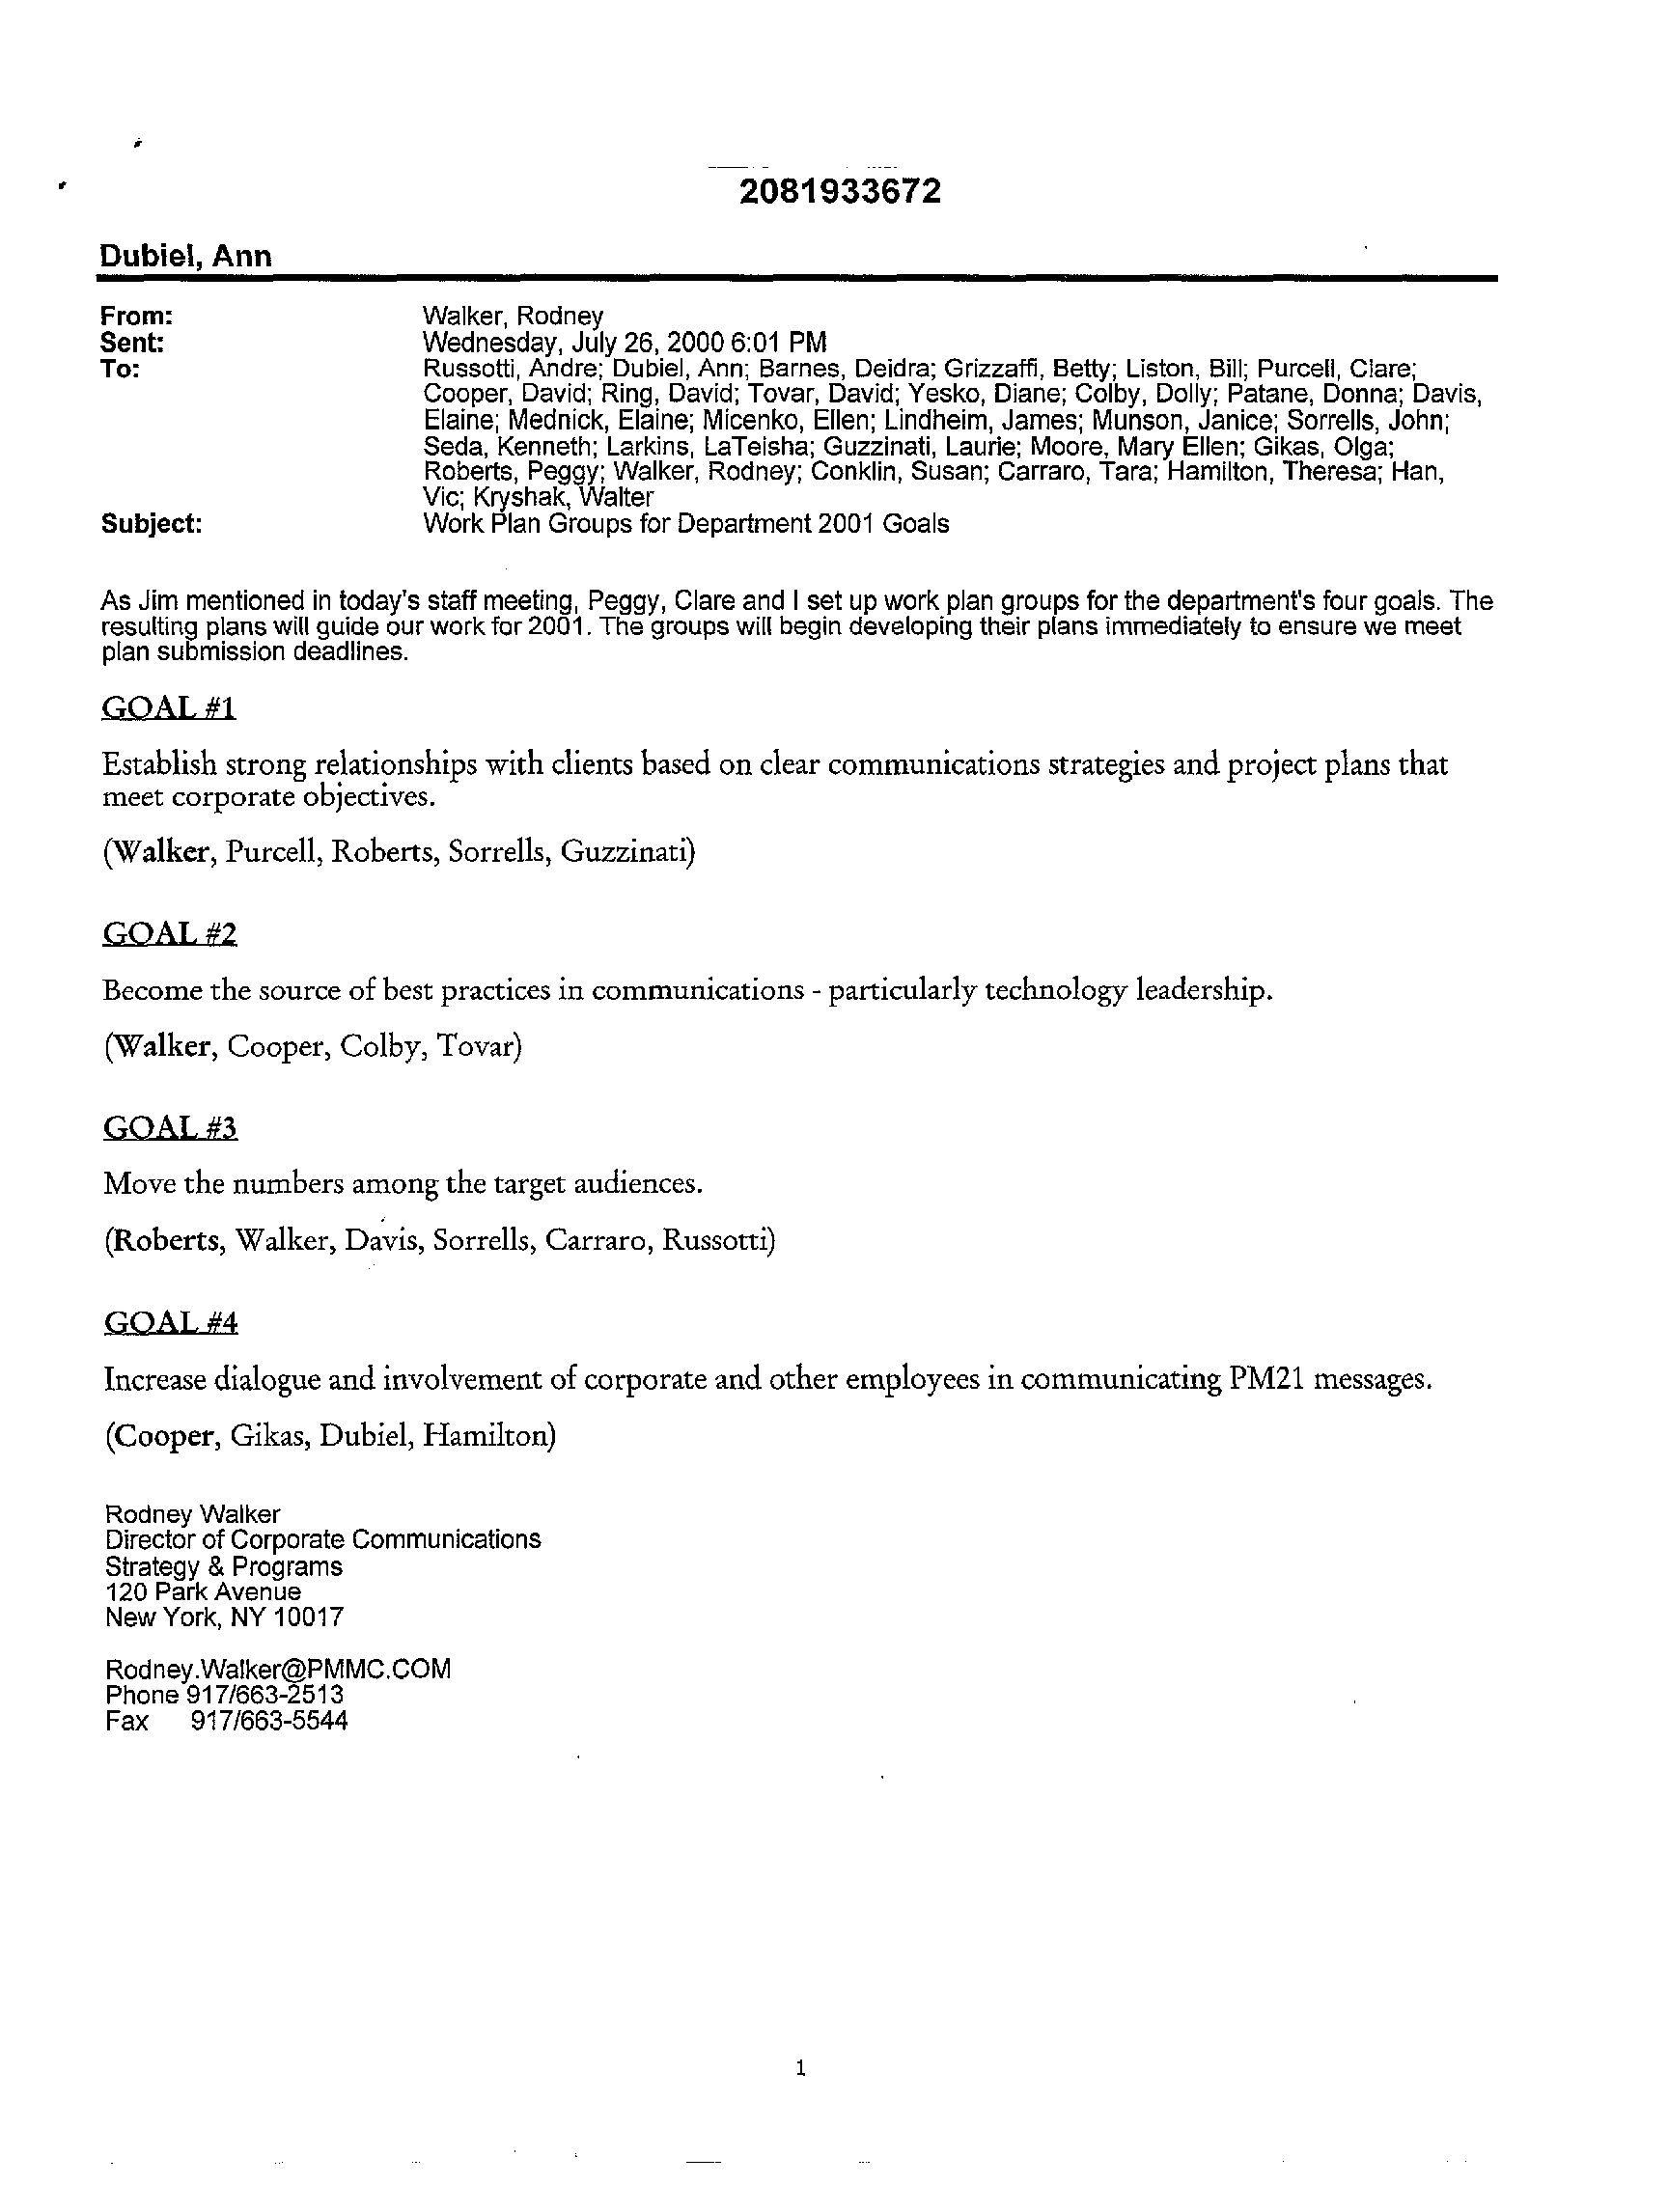 2081933672
Dubiel, Ann
From: Walker, Rodney
Sent: Wednesday, July 26, 2000 6:01 PM
To: Russotti, Andre; Dubiel, Ann; Barnes, Deidra; Grizzaffi, Betty; Liston, Bill; Purcell, Clare;
Cooper, David; Ring, David; Tovar, David; Yesko, Diane; Colby, Dolly; Patane, Donna; Davis,
Elaine; Mednick, Elaine; Micenko, Ellen; Lindheim, James; Munson, Janice; Sorrells, John;
Seda, Kenneth; Larkins, LaTeisha; Guzzinati, Laurie; Moore, Mary Ellen; Gikas, Olga;
Roberts, Peggy; Walker, Rodney; Conklin, Susan; Carraro, Tara; Hamilton, Theresa; Han,
Vic; Kryshak, Walter
Subject: Work Plan Groups for Department 2001 Goals
As Jim mentioned in today's staff meeting, Peggy, Clare and I set up work plan groups for the department's four goals. The
resulting plans will guide our work for 2001. The groups will begin developing their plans immediately to ensure we meet
plan submission deadlines.
GOAL #1
Establish strong relationships with clients based on clear communications strategies and project plans that
meet corporate objectives.
(Walker, Purcell, Roberts, Sorrells, Guzzinati)
GOAL #2
Become the source of best practices in communications - particularly technology leadership.
(Walker, Cooper, Colby, Tovar)
GOAL #3
Move the numbers among the target audiences.
(Roberts, Walker, Davis, Sorrells, Carraro, Russotti)
GOAL #4
Increase dialogue and involvement of corporate and other employees in communicating PM21 messages.
(Cooper, Gikas, Dubiel, Hamilton)
Rodney Walker
Director of Corporate Communications
Strategy & Programs
120 Park Avenue
New York, NY 10017
Rodney.Walker@PMMC.COM
Phone 917/663-2513
Fax 917/663-5544
1